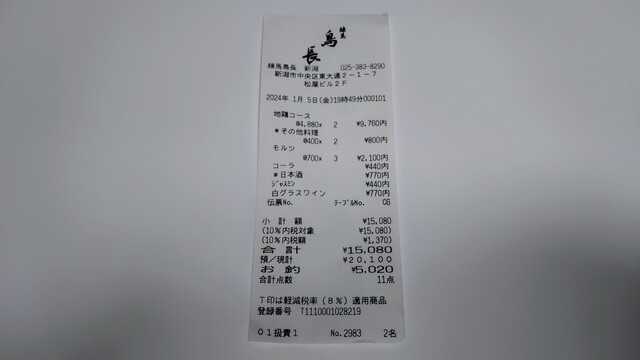 練馬
鳥長
練馬鳥長 新潟 025-383-8290
新潟市中央区東大通2-1-7
松屋ビル2F
2024年 1月 5日(金)19時49分000101
地鶏コース
@4,880× 2 ¥9,760円
*その他料理
@400× 2 ¥800円
モルツ
@700× 3 ¥2,100円
コーラ ¥440円
*日本酒 ¥770円
ジャスミン ¥440円
白グラスワイン ¥770円
伝票No. テーブルNo. C6
小 計 額 ¥15,080
(10%内税対象 ¥15,080)
(10%内税額 ¥1,370)
合 計 ¥15,080
預/現計 ¥20,100
お 釣 ¥5,020
合計点数 11点
T印は軽減税率(8%)適用商品
登録番号 T1110001028219
01扱責1 No.2983 2名